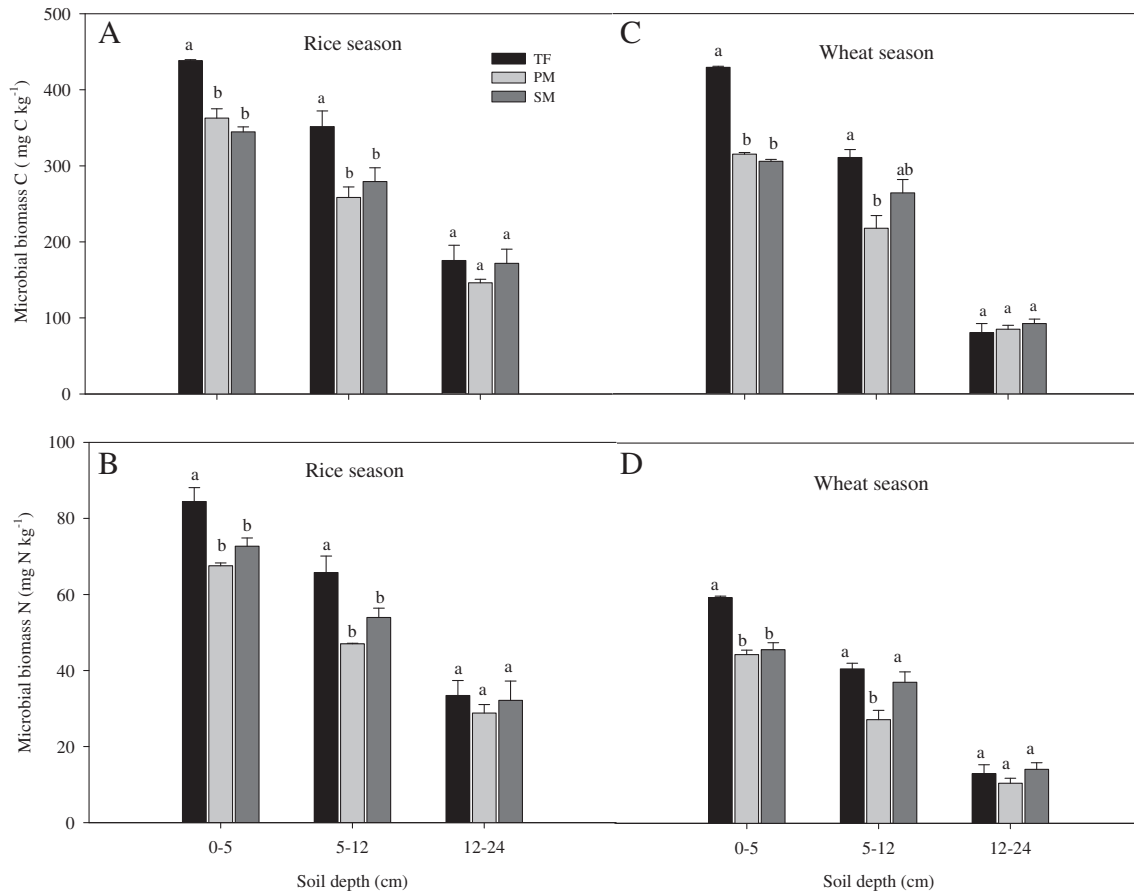 A
Rice season
TF
PM
SM
Microbial biomass C ( mg C kg-1)
500
400
300
200
100
0
a
b
b
a
b
b
a
a
a
C
Wheat season
a
b
b
a
b
ab
a
a
a
B
Rice season
Microbial biomass N (mg N kg-1)
100
80
60
40
20
0
a
b
b
a
b
b
a
a
a
0-5
5-12
12-24
Soil depth (cm)
D
Wheat season
a
b
b
a
b
a
a
a
a
0-5
5-12
12-24
Soil depth (cm)